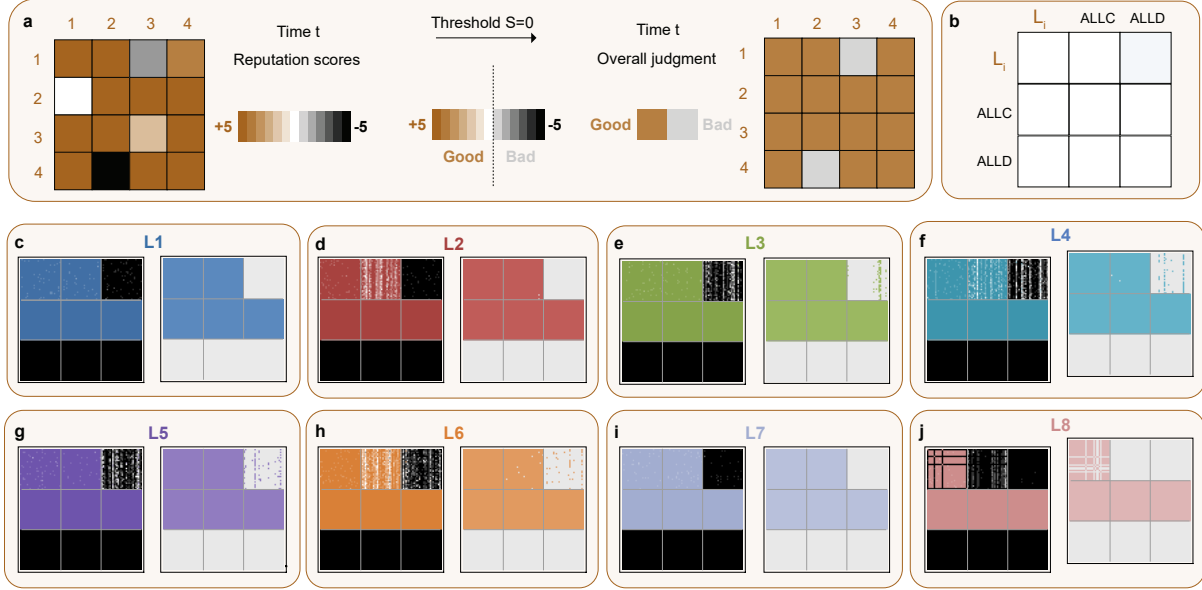 a
1 2 3 4
1
2
3
4
Time t
Reputation scores
+5
-5
Threshold S=0
+5
-5
Good
Bad
Time t
Overall judgment
Good
Bad
1 2 3 4
1
2
3
4
b
Li ALLC ALLD
Li
ALLC
ALLD
c
L1
d
L2
e
L3
f
L4
g
L5
h
L6
i
L7
j
L8